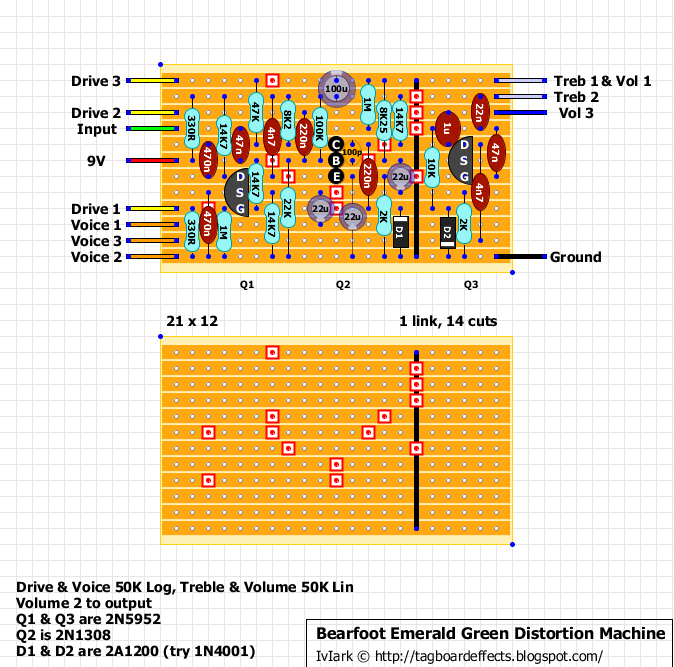 Drive 3
Drive 2
Input
9V
Drive 1
Voice 1
Voice 3
Voice 2
Treb 1 & Vol 1
Treb 2
Vol 3
Ground
330R
470n
14K7
47n
47K
4n7
8K2
220n
100K
100u
1M
8K25
14K7
1u
22n
47n
C
B
E
100p
D
S
G
D
S
G
14K7
220n
22u
10K
4n7
330R
470n
1M
14K7
22K
22u
22u
2K
D1
D2
2K
Q1
Q2
Q3
21 x 12
1 link, 14 cuts
Drive & Voice 50K Log, Treble & Volume 50K Lin
Volume 2 to output
Q1 & Q3 are 2N5952
Q2 is 2N1308
D1 & D2 are 2A1200 (try 1N4001)
Bearfoot Emerald Green Distortion Machine
IvIark © http://tagboardeffects.blogspot.com/